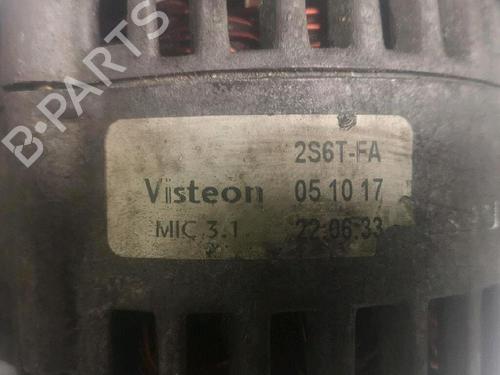 B-PARTS
2S6T-FA
Visteon 05 10 17
MIC 3.1 22:06:33